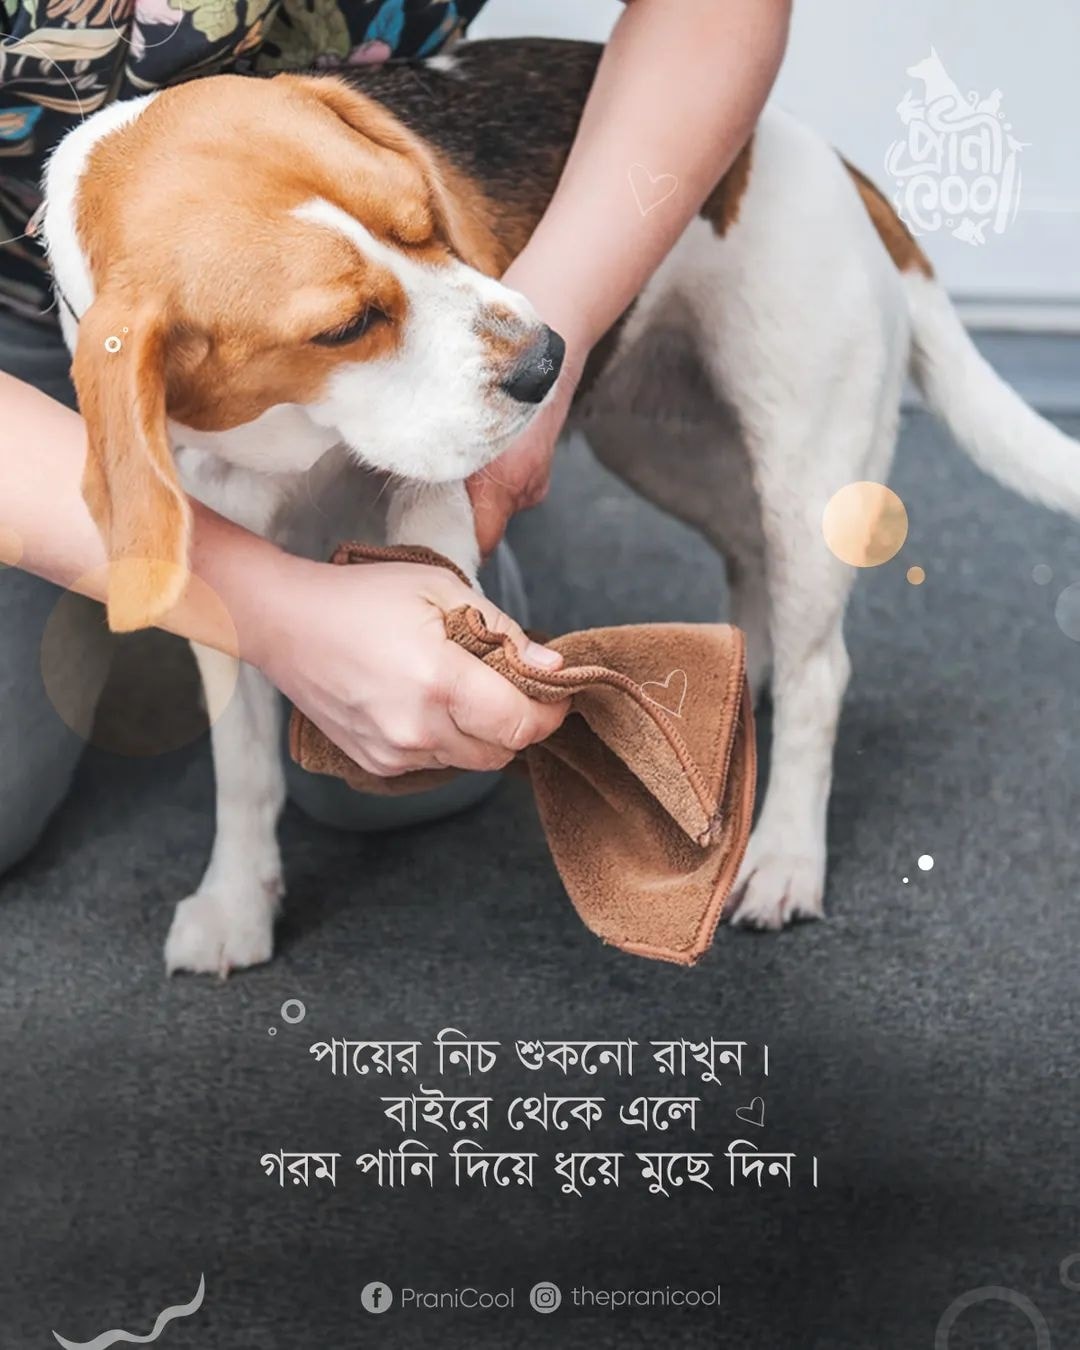 প্রাণী
COOL
পায়ের নিচ শুকনো রাখুন।
বাইরে থেকে এলে
গরম পানি দিয়ে ধুয়ে মুছে দিন।
PraniCool thepranicool